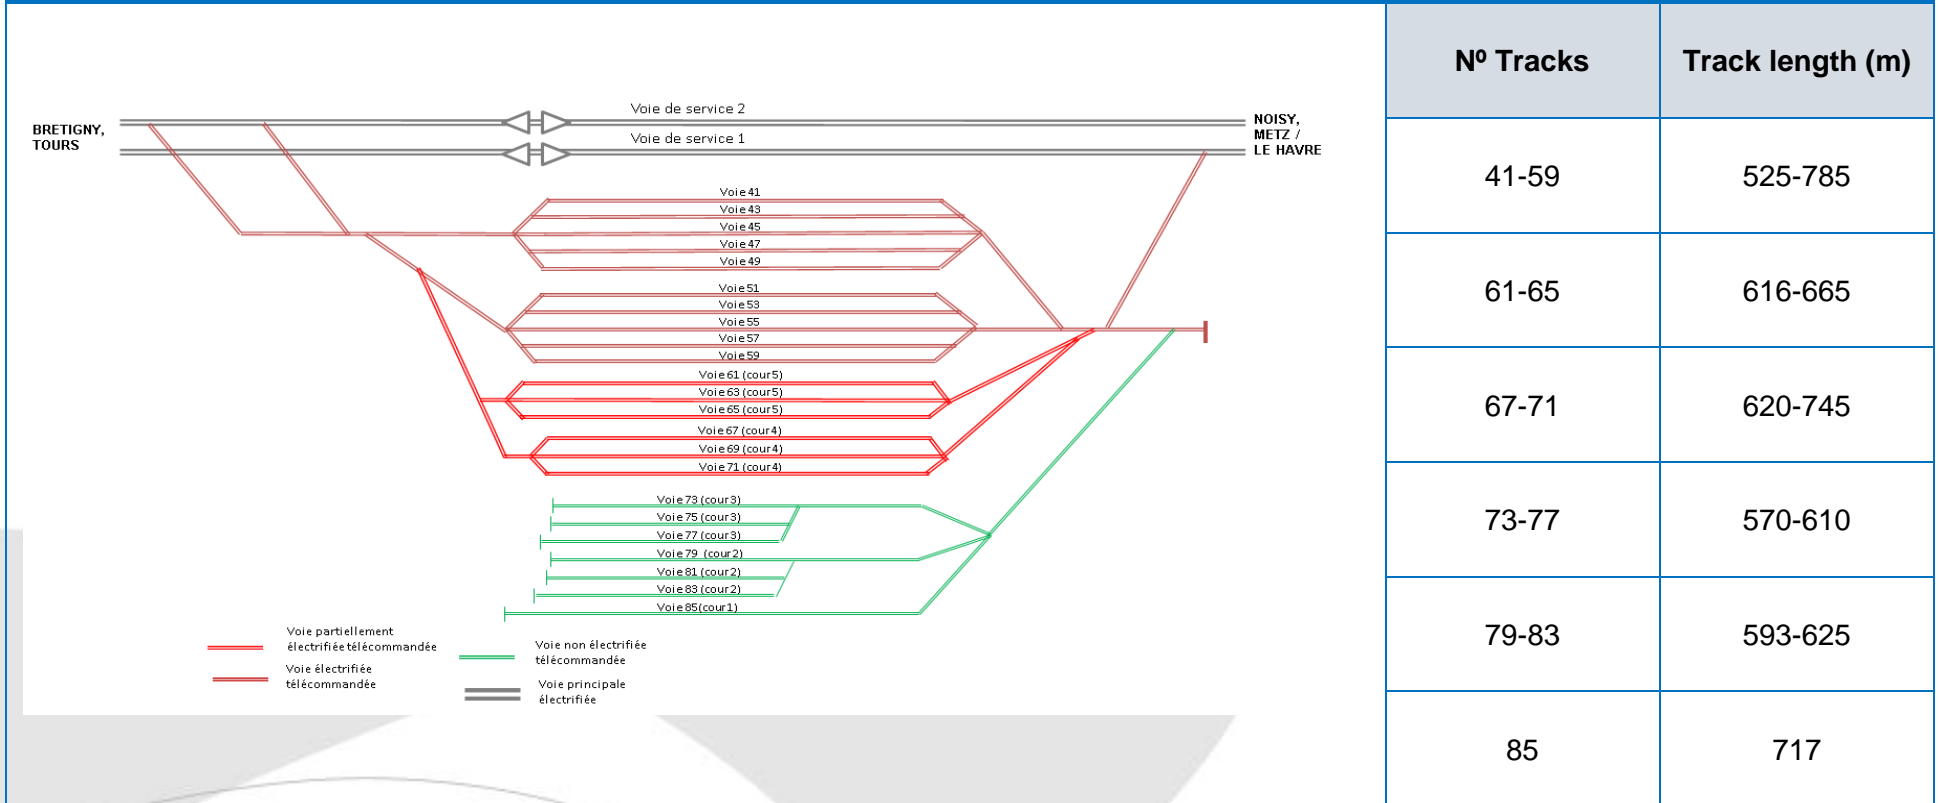 BRETIGNY,
TOURS
Voie de service 2
Voie de service 1
NOISY,
METZ /
LE HAVRE
Voie 41
Voie 43
Voie 45
Voie 47
Voie 49
Voie 51
Voie 53
Voie 55
Voie 57
Voie 59
Voie 61 (cour5)
Voie 63 (cour5)
Voie 65 (cour5)
Voie 67 (cour4)
Voie 69 (cour4)
Voie 71 (cour4)
Voie 73 (cour3)
Voie 75 (cour3)
Voie 77 (cour3)
Voie 79 (cour2)
Voie 81 (cour2)
Voie 83 (cour2)
Voie 85(cour1)
Voie partiellement
électrifiée télécommandée
Voie électrifiée
télécommandée
Voie non électrifiée
télécommandée
Voie principale
électrifiée
Nº Tracks Track length (m)
41-59 525-785
61-65 616-665
67-71 620-745
73-77 570-610
79-83 593-625
85 717